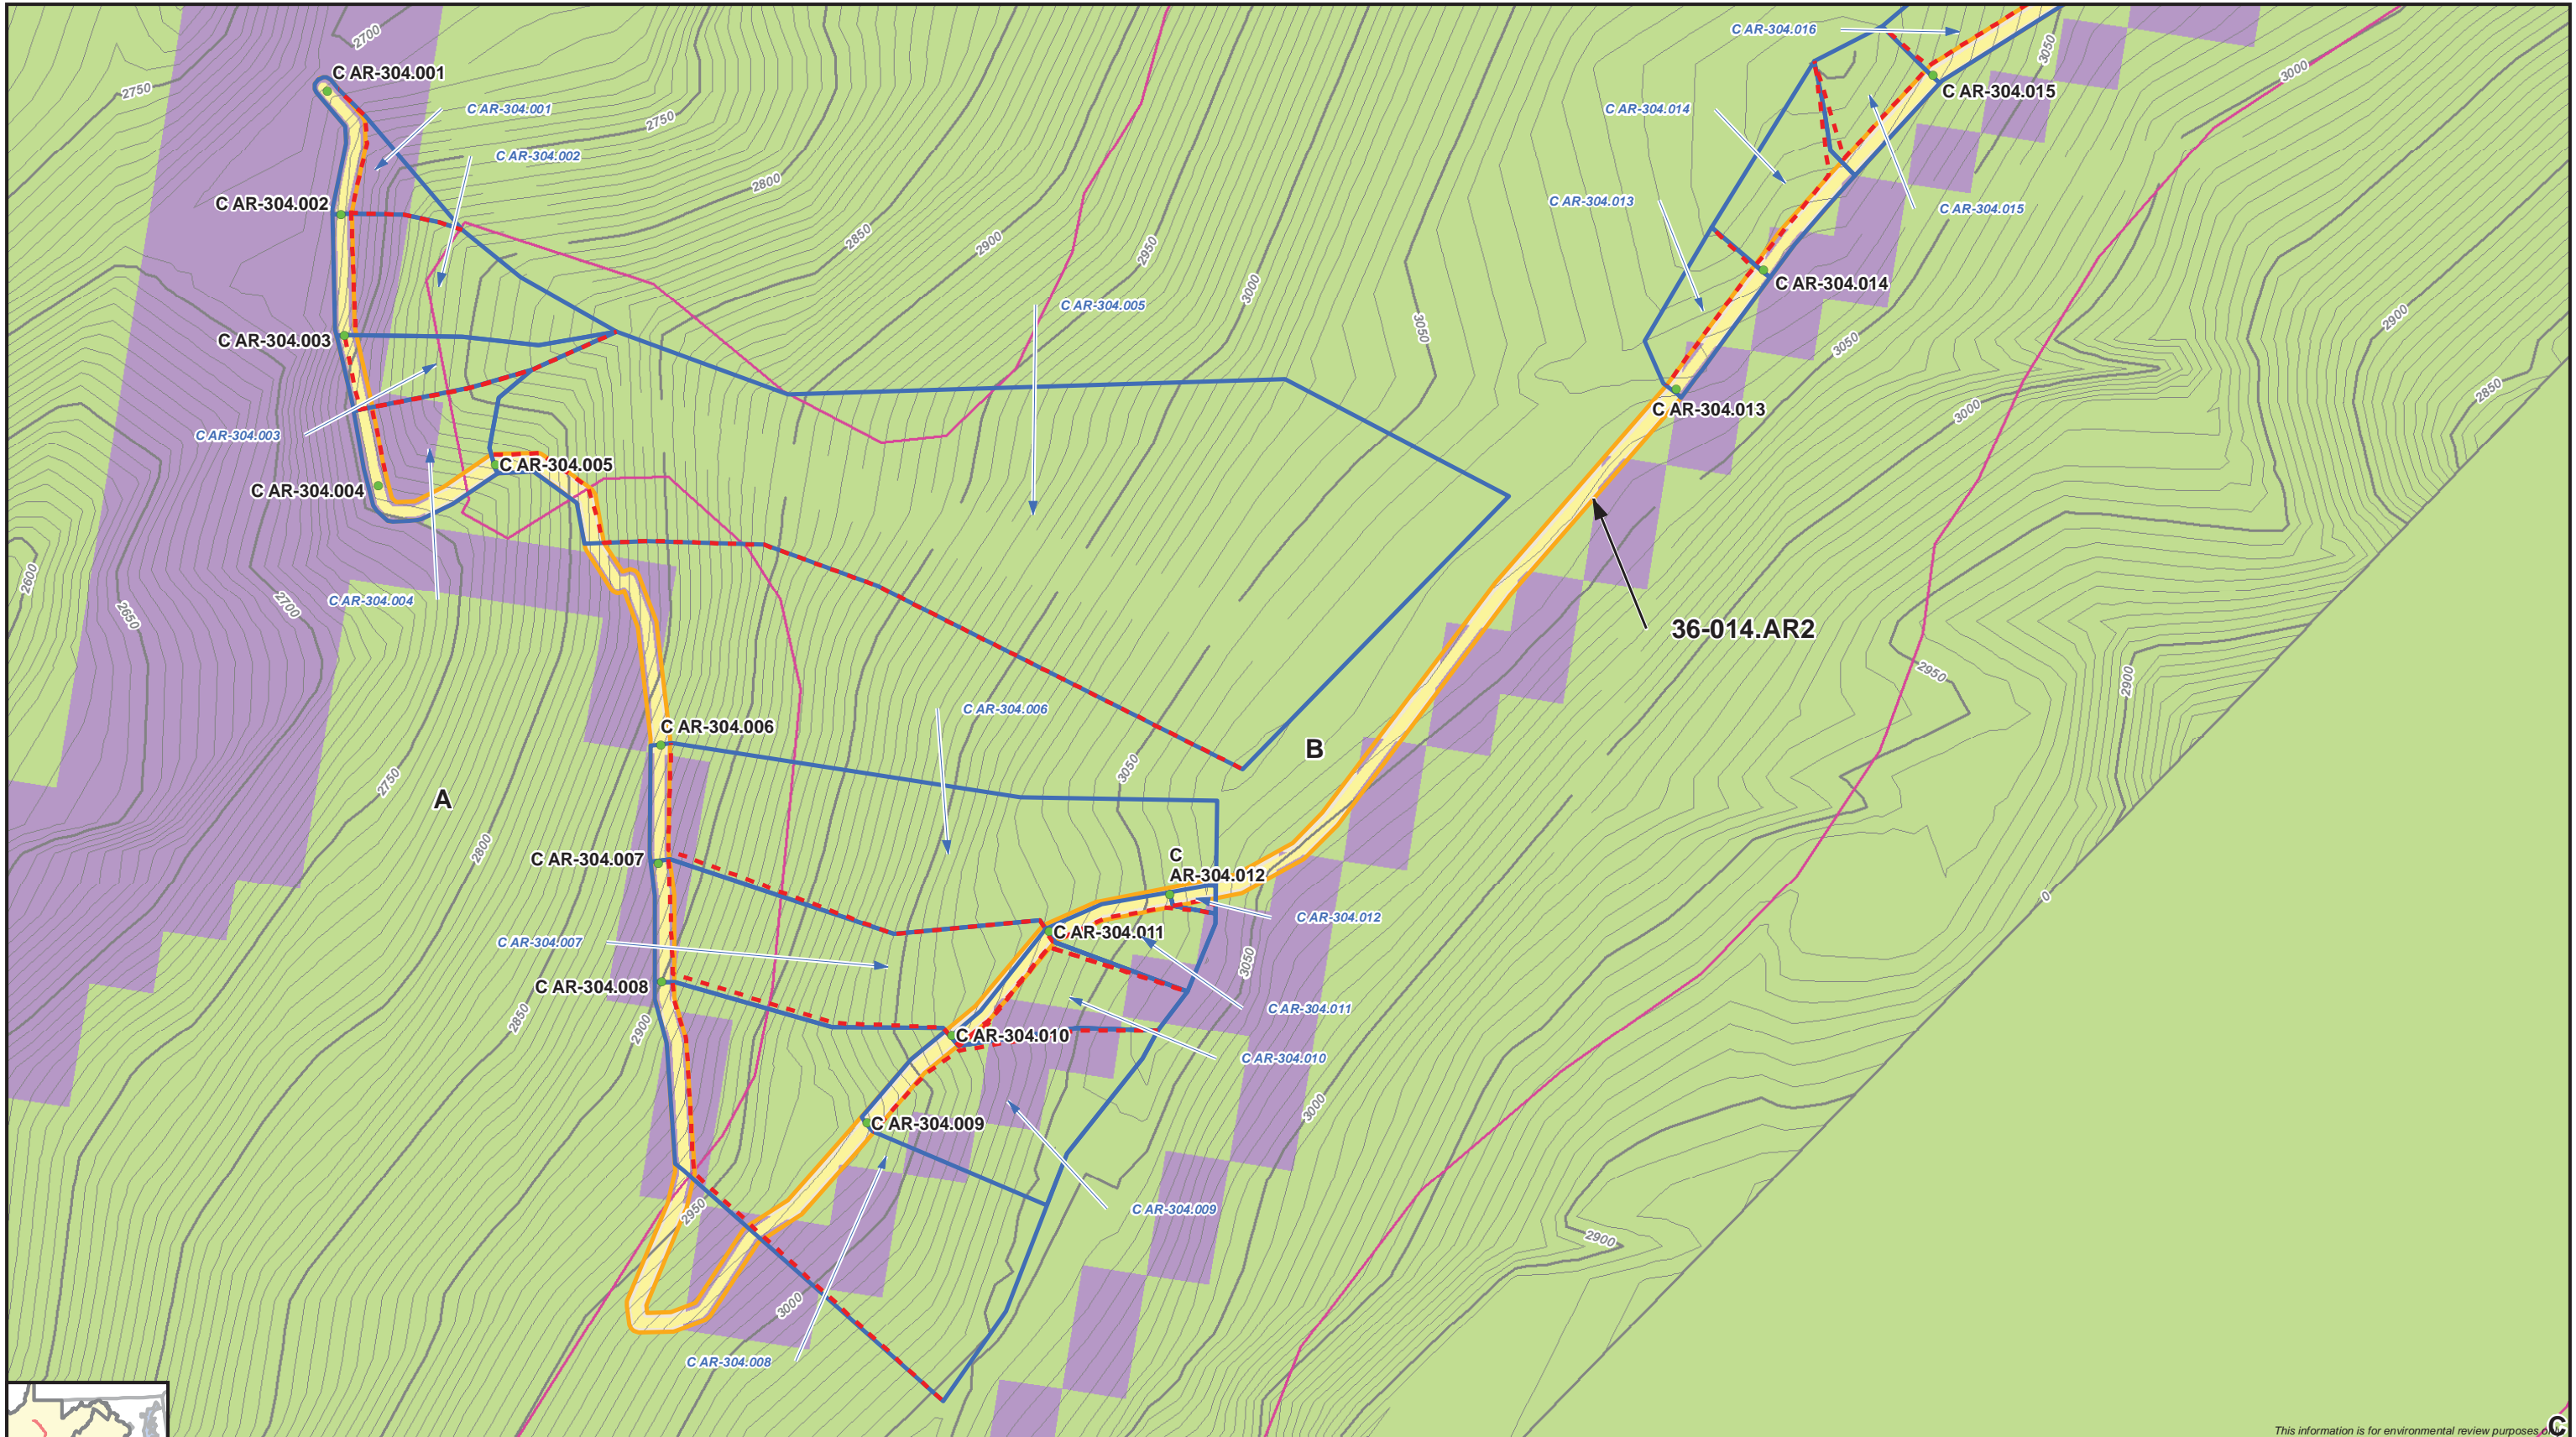 2700
C AR-304.016
3050
C AR-304.001
3000
2750
C AR-304.015
C AR-304.001
C AR-304.014
2750
C AR-304.002
2800
C AR-304.002
C AR-304.013
C AR-304.015
2850
2900
2950
C AR-304.014
3000
C AR-304.005
2900
3050
C AR-304.003
3050
2850
C AR-304.013
3000
C AR-304.003
C AR-304.005
C AR-304.004
2600
C AR-304.004
2700
2650
36-014.AR2
2950
2900
C AR-304.006
C AR-304.006
B
3050
2750
A
2800
C AR-304.007
C
AR-304.012
0
C AR-304.012
C AR-304.011
C AR-304.007
3050
C AR-304.008
C AR-304.011
2850
2900
C AR-304.010
C AR-304.010
3000
C AR-304.009
C AR-304.009
2950
2900
3000
C AR-304.008
C
This information is for environmental review purposes